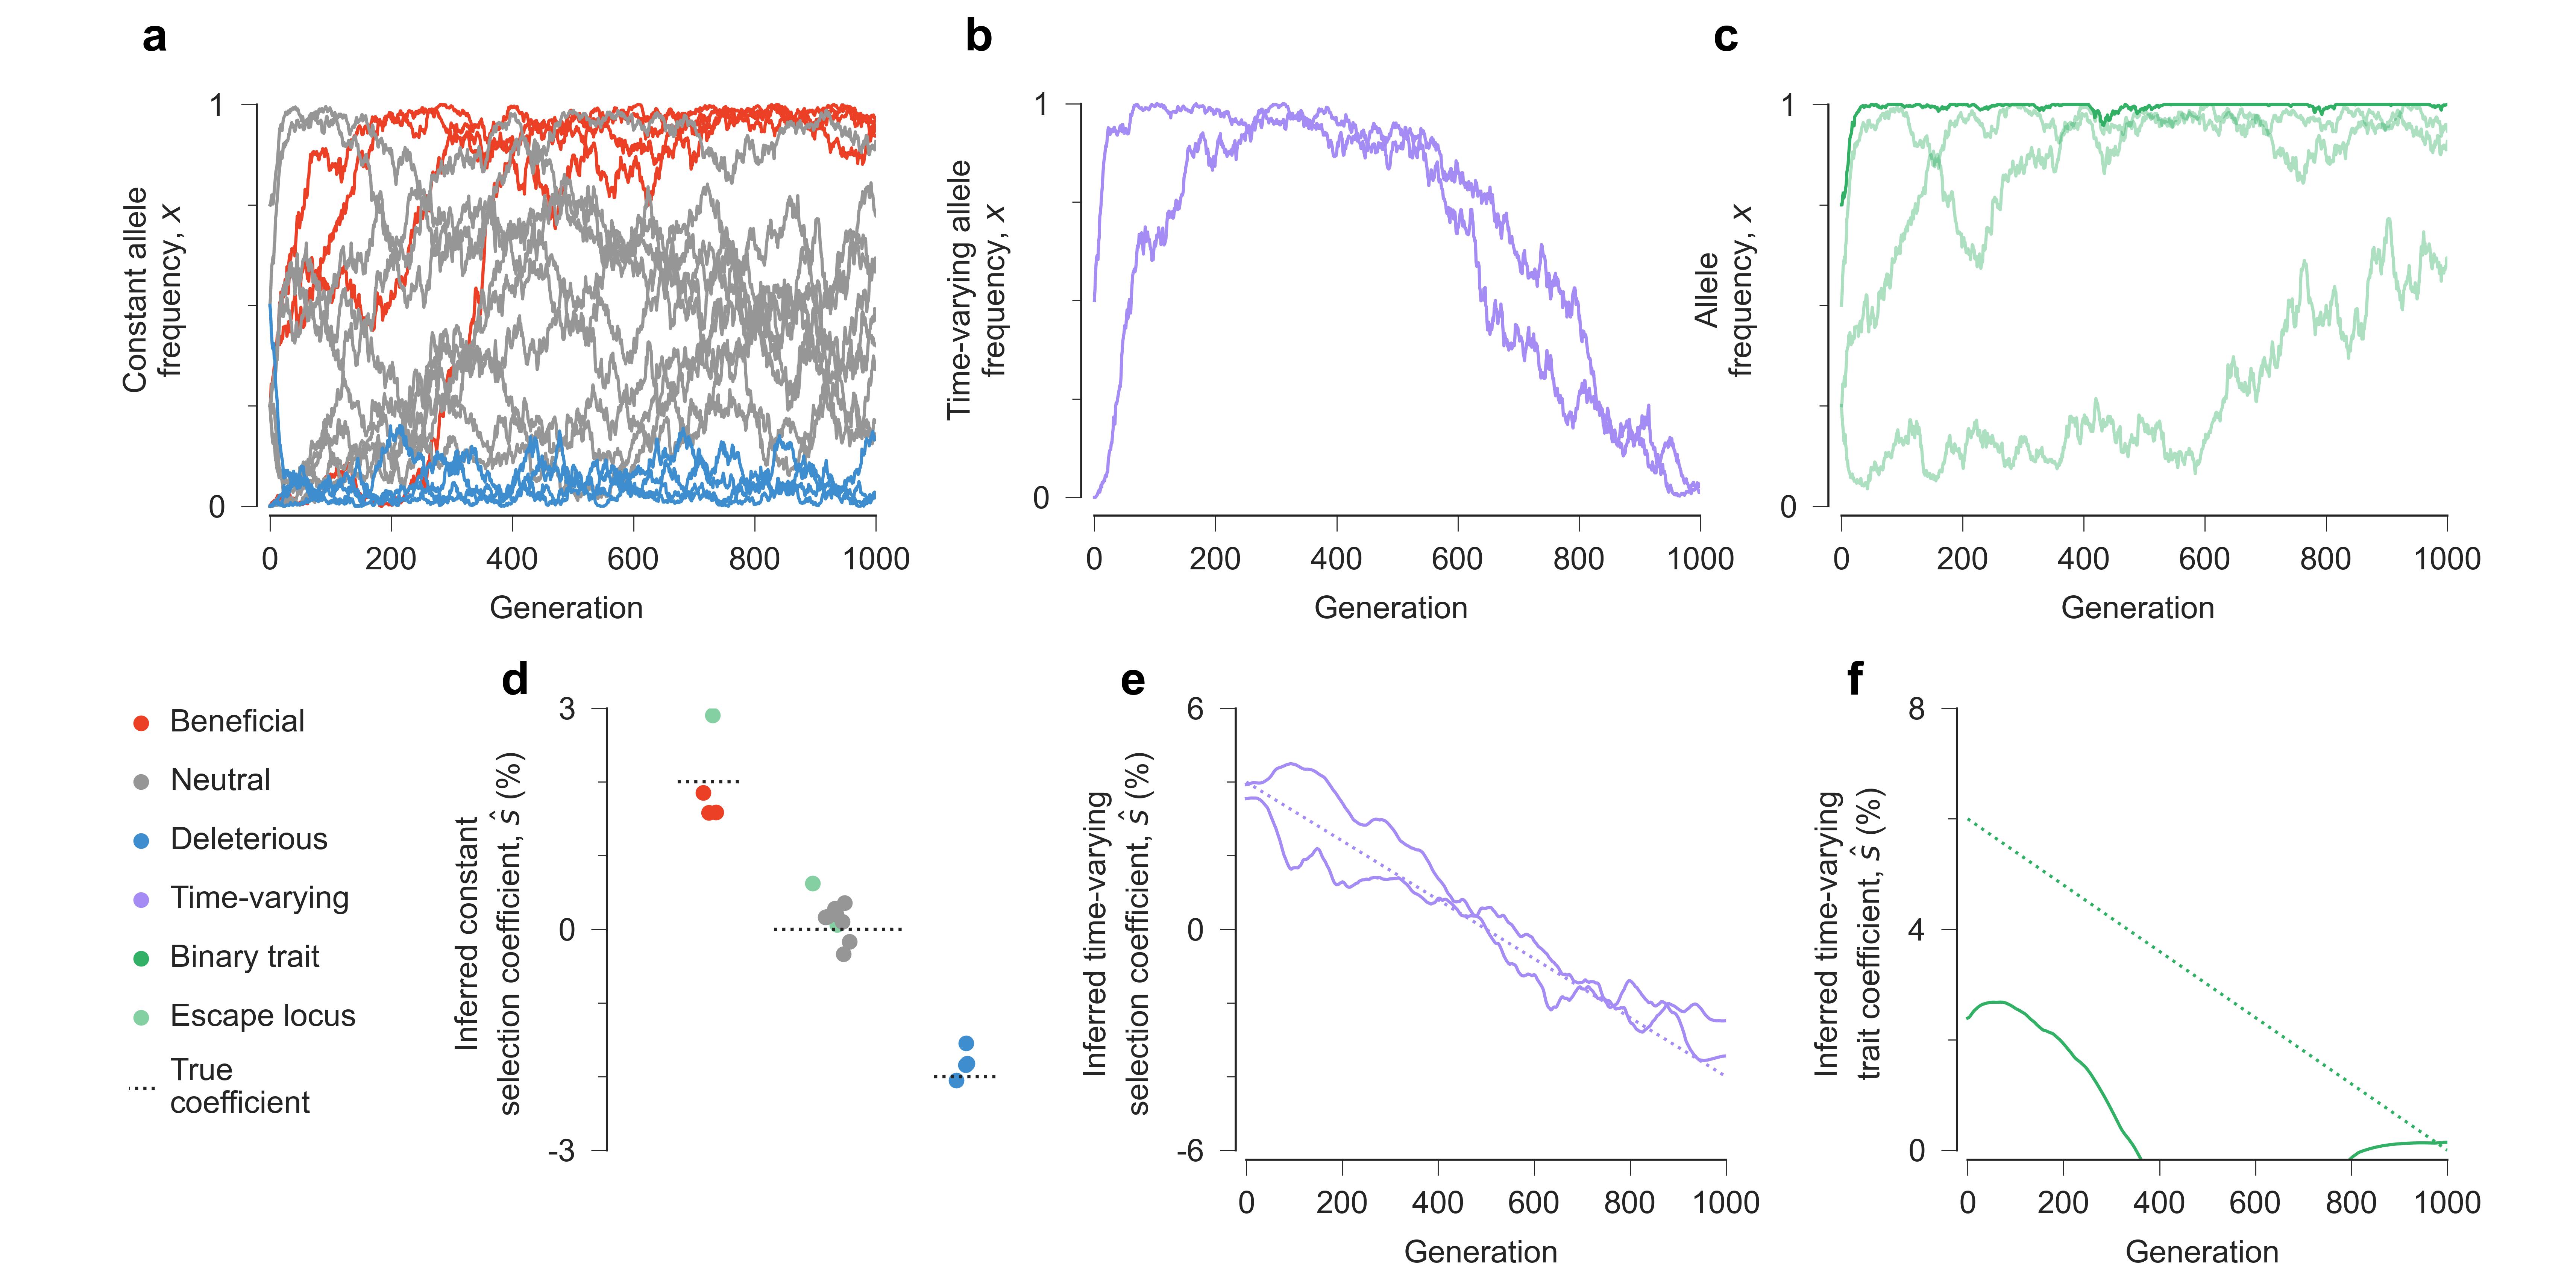 a
Constant allele
frequency, x
1
0
0 200 400 600 800 1000
Generation
b
Time-varying allele
frequency, x
1
0
0 200 400 600 800 1000
Generation
c
Allele
frequency, x
1
0
0 200 400 600 800 1000
Generation
Beneficial
Neutral
Deleterious
Time-varying
Binary trait
Escape locus
True
coefficient
d
Inferred constant
selection coefficient, ŝ (%)
3
0
-3
e
Inferred time-varying
selection coefficient, ŝ (%)
6
0
-6
0 200 400 600 800 1000
Generation
f
Inferred time-varying
trait coefficient, ŝ (%)
8
4
0
0 200 400 600 800 1000
Generation